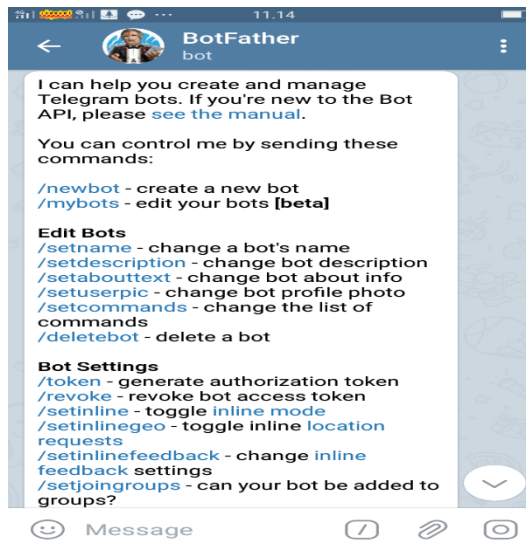 11.14
BotFather
bot
I can help you create and manage
Telegram bots. If you're new to the Bot
API, please see the manual.
You can control me by sending these
commands:
/newbot - create a new bot
/mybots - edit your bots [beta]
Edit Bots
/setname - change a bot's name
/setdescription - change bot description
/setabouttext - change bot about info
/setuserpic - change bot profile photo
/setcommands - change the list of
commands
/deletebot - delete a bot
Bot Settings
/token - generate authorization token
/revoke - revoke bot access token
/setinline - toggle inline mode
/setinlinegeo - toggle inline location
requests
/setinlinefeedback - change inline
feedback settings
/setjoingroups - can your bot be added to
groups?
Message